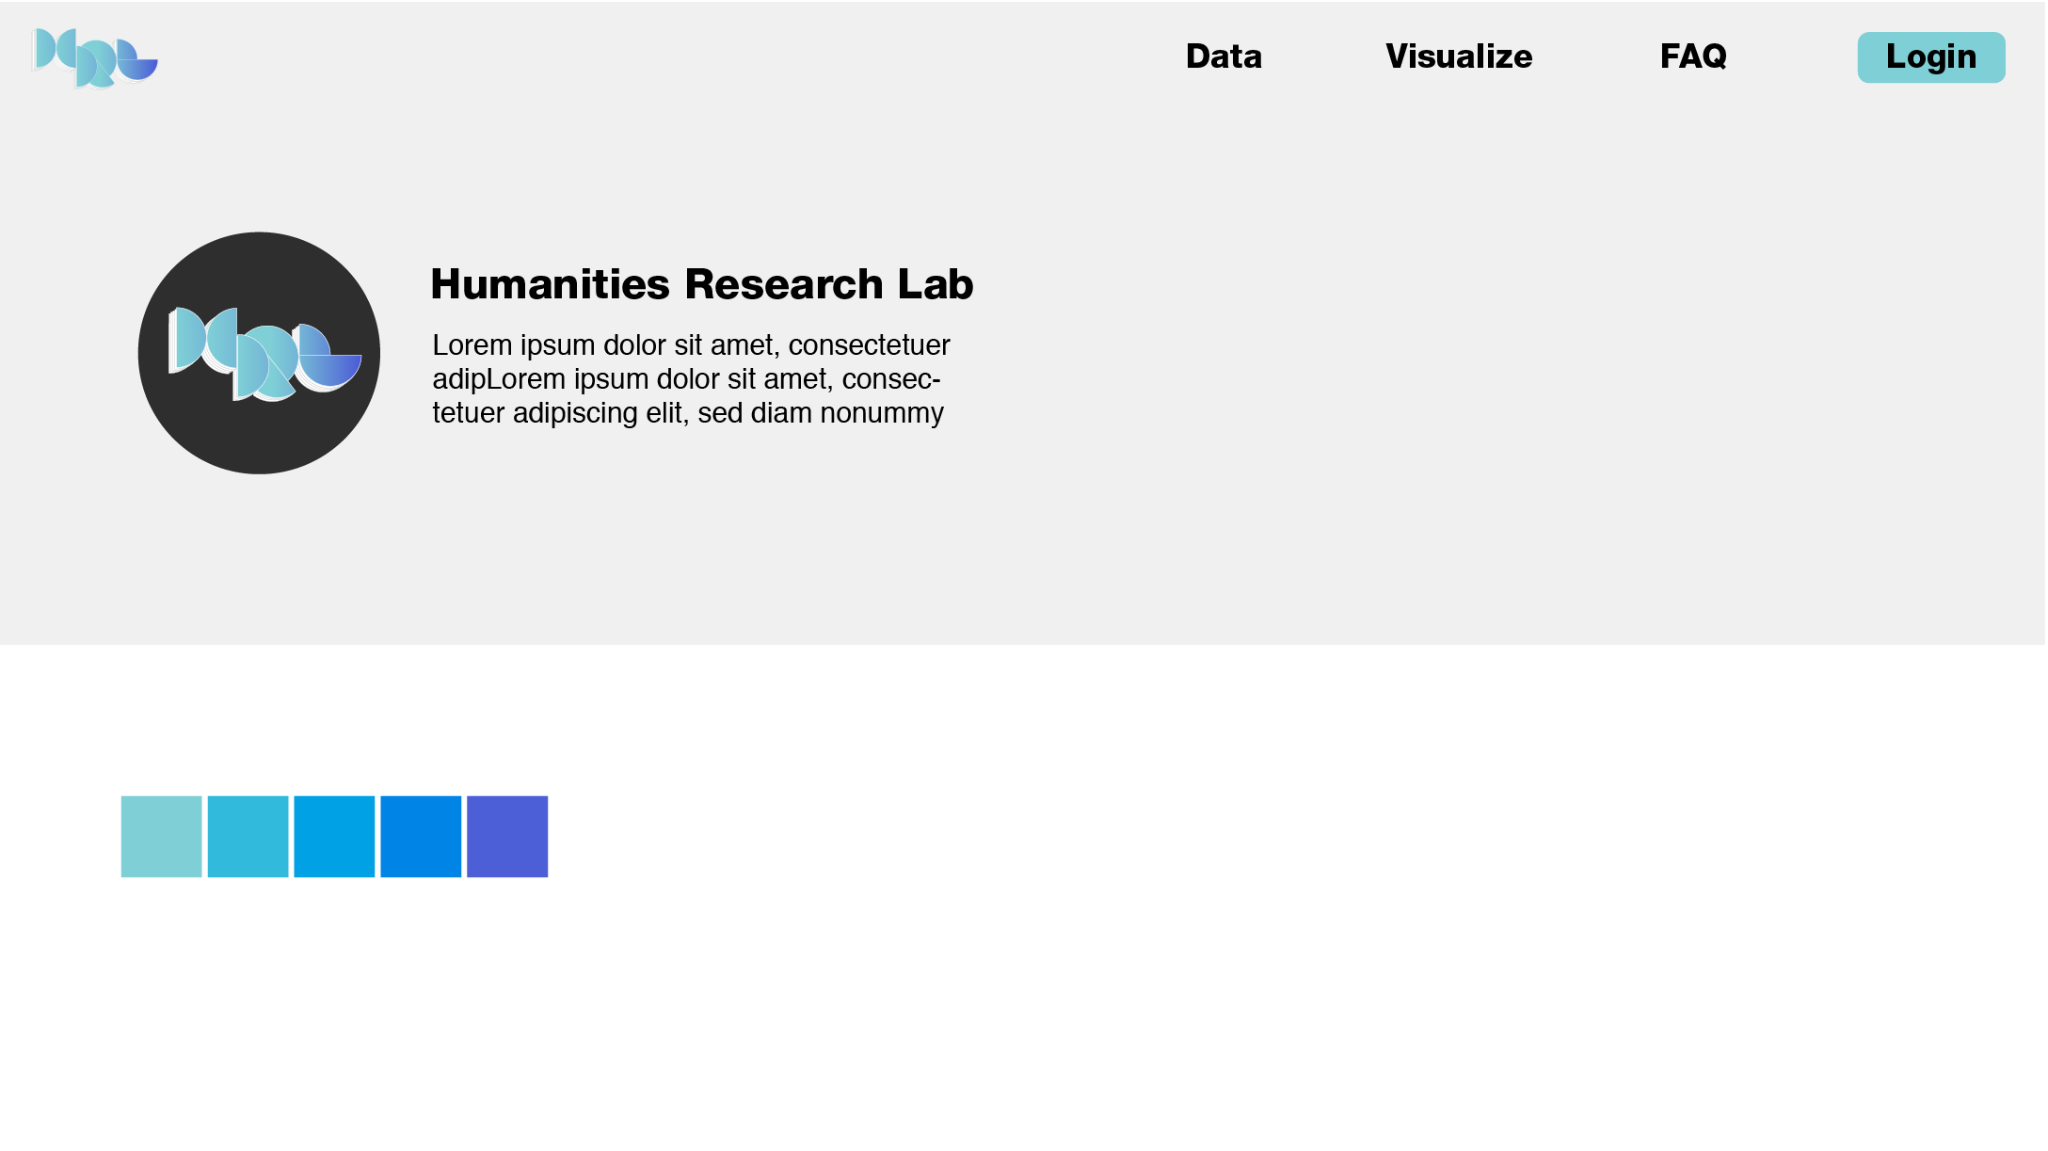 Data
Visualize
FAQ
Login
Humanities Research Lab
Lorem ipsum dolor sit amet, consectetuer
adipLorem ipsum dolor sit amet, consec-
tetuer adipiscing elit, sed diam nonummy